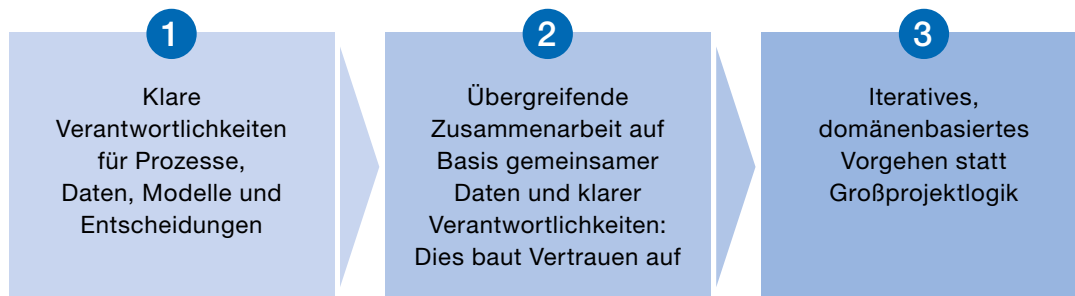 1
Klare
Verantwortlichkeiten
für Prozesse,
Daten, Modelle und
Entscheidungen
2
Übergreifende
Zusammenarbeit auf
Basis gemeinsamer
Daten und klarer
Verantwortlichkeiten:
Dies baut Vertrauen auf
3
Iteratives,
domänenbasiertes
Vorgehen statt
Großprojektlogik